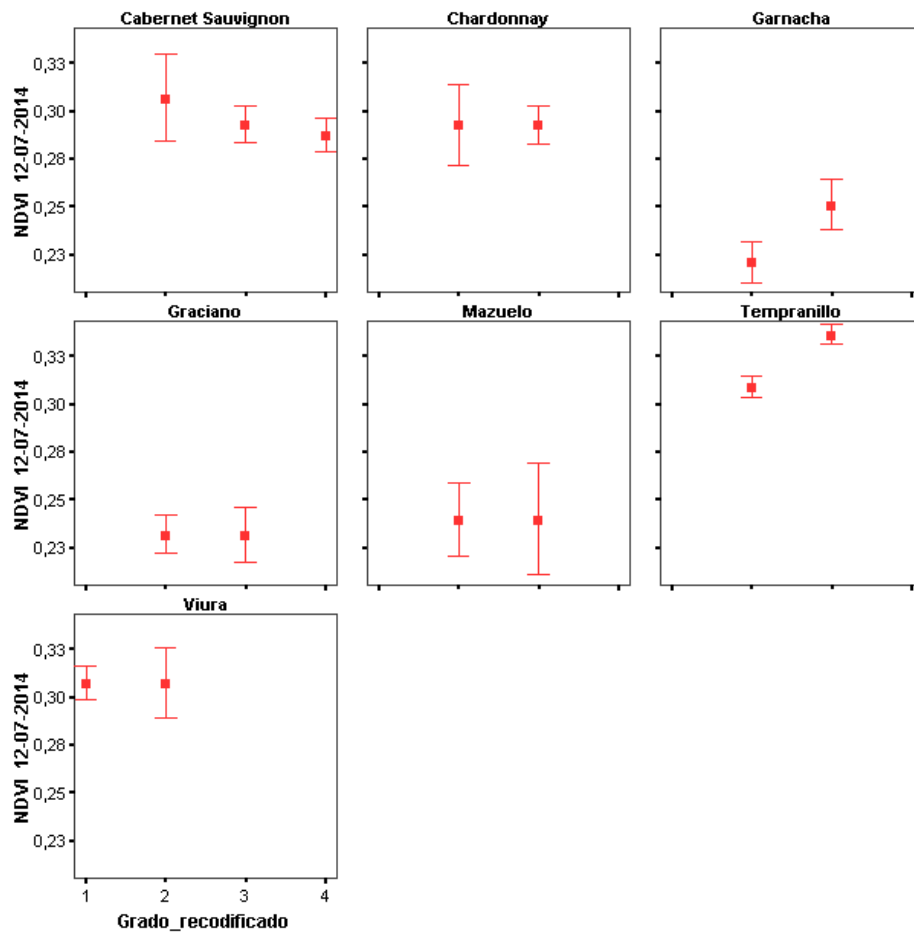 Cabernet Sauvignon Chardonnay Garnacha
NDVI 12-07-2014
0,33
0,30
0,28
0,25
0,23
Graciano Mazuelo Tempranillo
NDVI 12-07-2014
0,33
0,30
0,28
0,25
0,23
Viura
NDVI 12-07-2014
0,33
0,30
0,28
0,25
0,23
1 2 3 4
Grado_recodificado